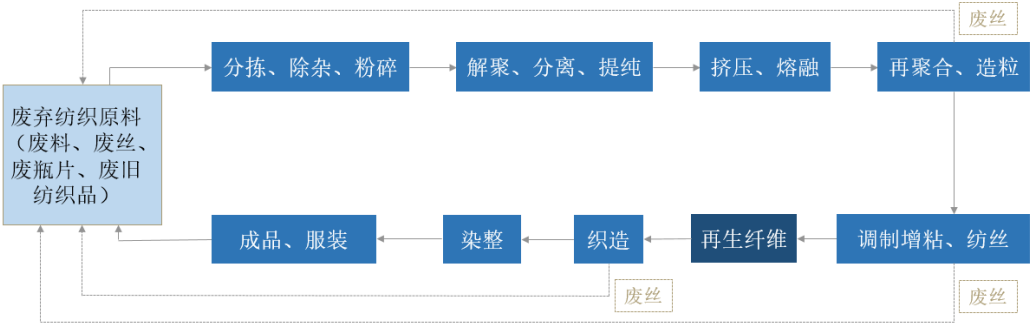 废丝
分拣、除杂、粉碎
解聚、分离、提纯
挤压、熔融
再聚合、造粒
废弃纺织原料
（废料、废丝、
废瓶片、废旧
纺织品）
成品、服装
染整
织造
再生纤维
调制增粘、纺丝
废丝
废丝